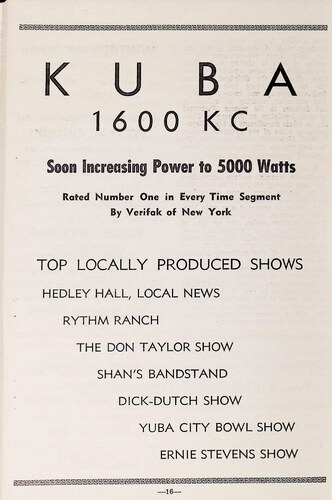 KUBA
1600 KC
Soon Increasing Power to 5000 Watts
Rated Number One in Every Time Segment
By Verifak of New York
TOP LOCALLY PRODUCED SHOWS
HEDLEY HALL, LOCAL NEWS
RYTHM RANCH
THE DON TAYLOR SHOW
SHAN'S BANDSTAND
DICK-DUTCH SHOW
YUBA CITY BOWL SHOW
ERNIE STEVENS SHOW
—16—